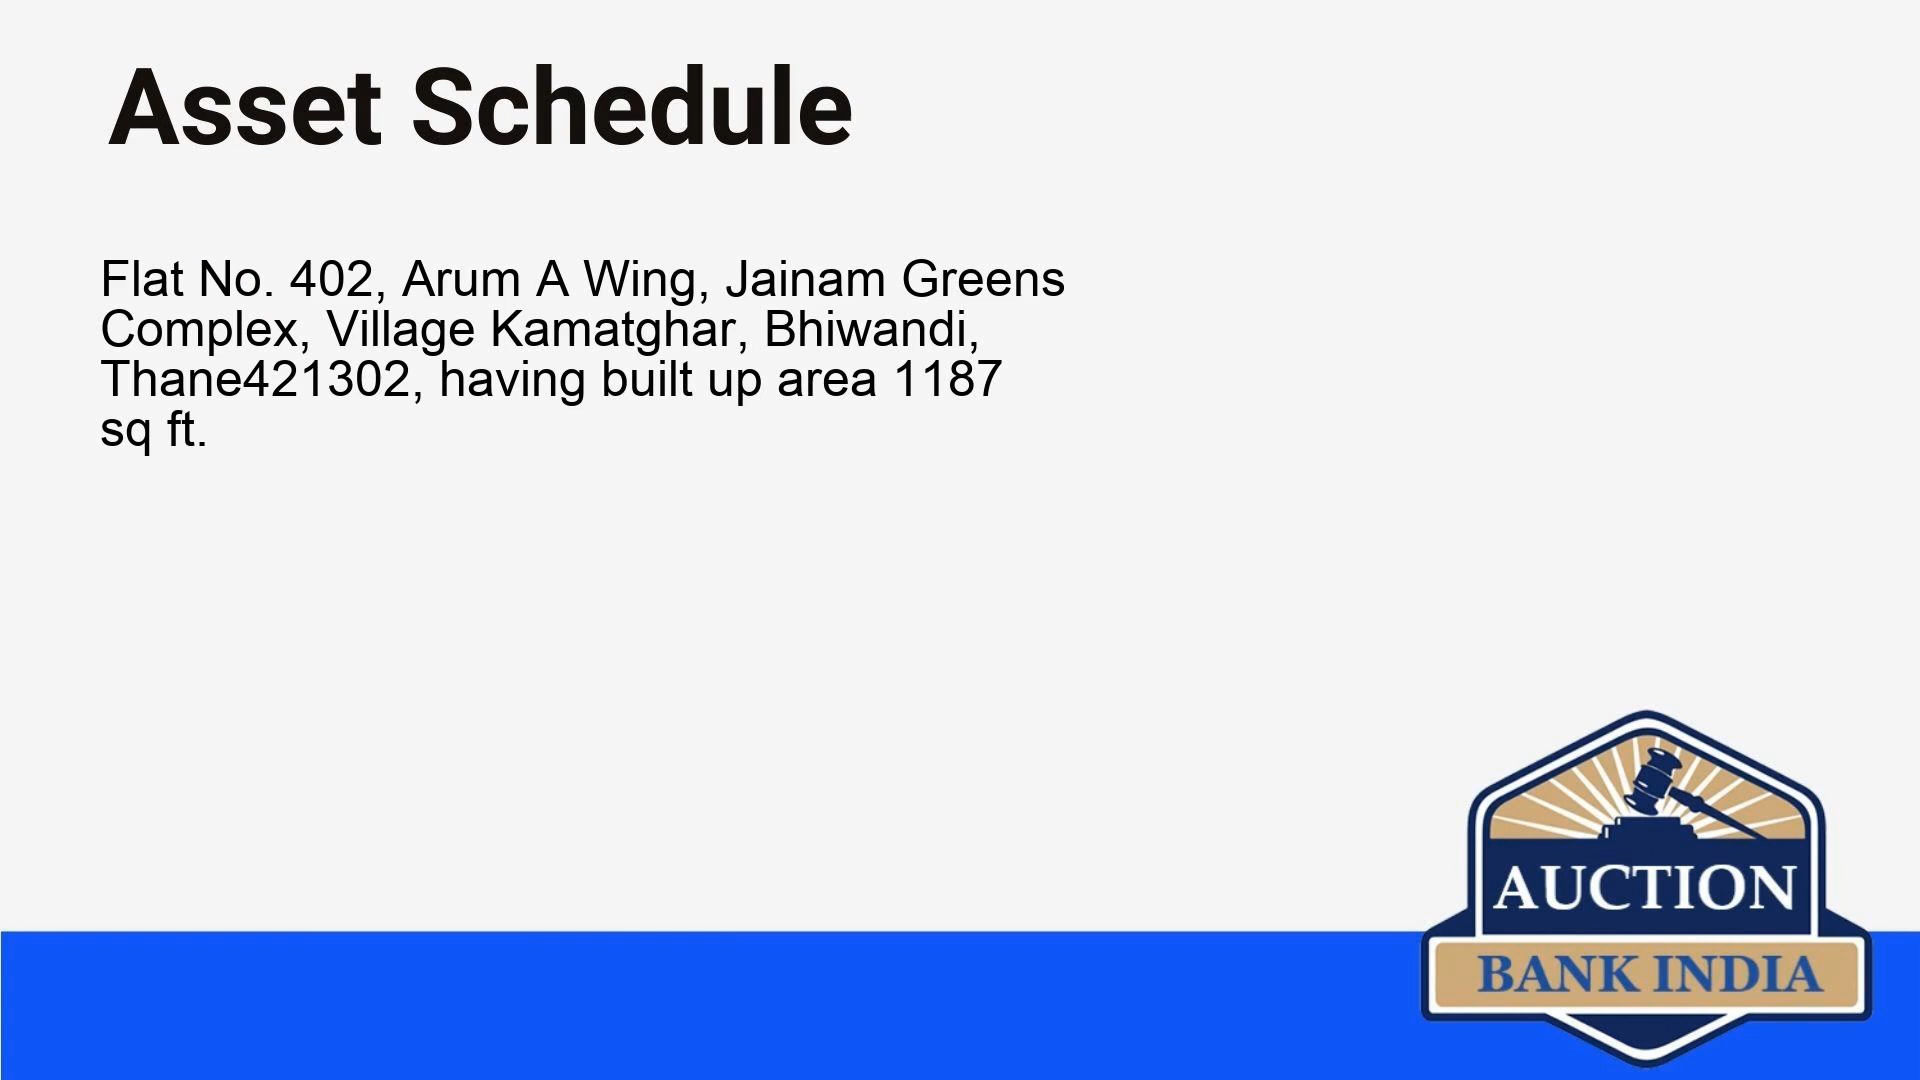 Asset Schedule
Flat No. 402, Arum A Wing, Jainam Greens
Complex, Village Kamatghar, Bhiwandi,
Thane421302, having built up area 1187
sq ft.
AUCTION
BANK INDIA